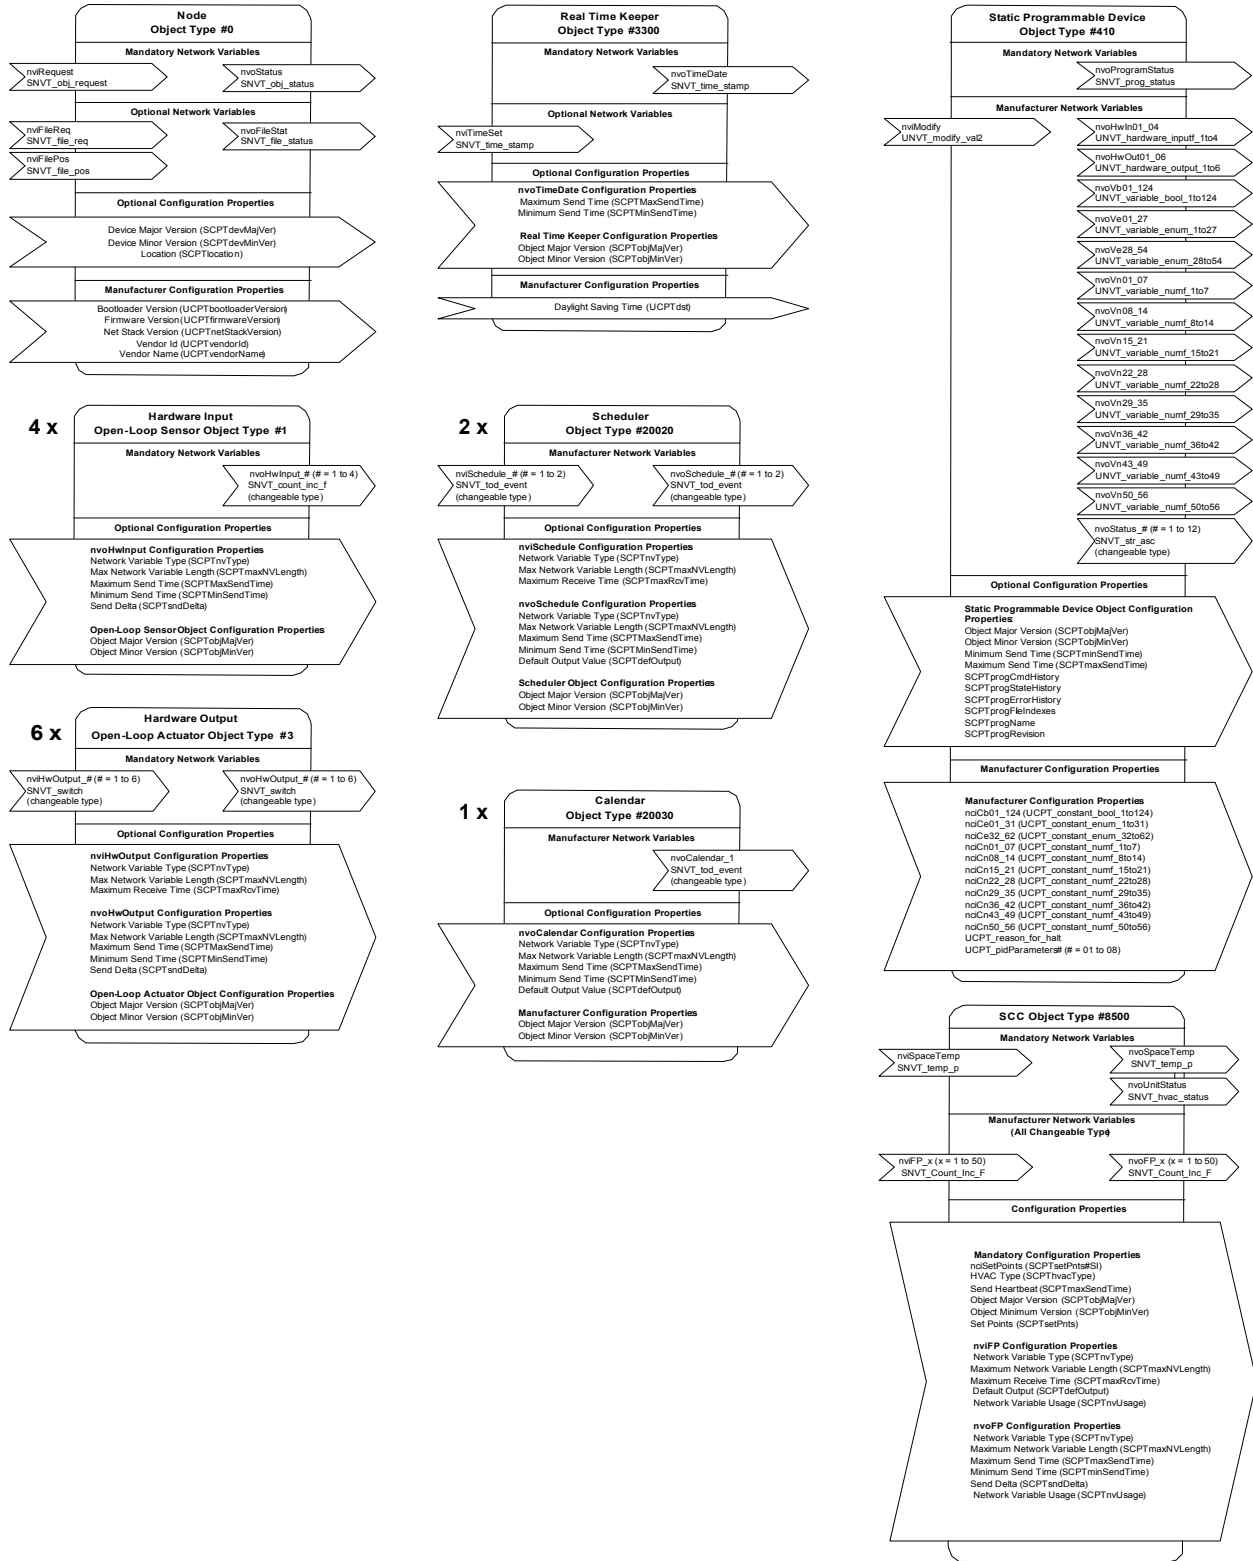 Node
Object Type #0
Mandatory Network Variables
nviRequest
SNVT_obj_request
nvoStatus
SNVT_obj_status
Optional Network Variables
nviFileReq
SNVT_file_req
nvoFileStat
SNVT_file_status
nviFilePos
SNVT_file_pos
Optional Configuration Properties
Device Major Version (SCPTdevMajVer)
Device Minor Version (SCPTdevMinVer)
Location (SCPTlocation)
Manufacturer Configuration Properties
Bootloader Version (UCPTbootloaderVersion)
Firmware Version (UCPTfirmwareVersion)
Net Stack Version (UCPTnetStackVersion)
Vendor Id (UCPTvendorId)
Vendor Name (UCPTvendorName)
4 x
Hardware Input
Open-Loop Sensor Object Type #1
Mandatory Network Variables
nvoHwInput_# (# = 1 to 4)
SNVT_count_inc_f
(changeable type)
Optional Configuration Properties
nvoHwInput Configuration Properties
Network Variable Type (SCPTnvType)
Max Network Variable Length (SCPTmaxNVLength)
Maximum Send Time (SCPTMaxSendTime)
Minimum Send Time (SCPTMinSendTime)
Send Delta (SCPTsndDelta)
Open-Loop SensorObject Configuration Properties
Object Major Version (SCPTobjMajVer)
Object Minor Version (SCPTobjMinVer)
6 x
Hardware Output
Open-Loop Actuator Object Type #3
Mandatory Network Variables
nviHwOutput_# (# = 1 to 6)
SNVT_switch
(changeable type)
nvoHwOutput_# (# = 1 to 6)
SNVT_switch
(changeable type)
Optional Configuration Properties
nviHwOutput Configuration Properties
Network Variable Type (SCPTnvType)
Max Network Variable Length (SCPTmaxNVLength)
Maximum Receive Time (SCPTmaxRcvTime)
nvoHwOutput Configuration Properties
Network Variable Type (SCPTnvType)
Max Network Variable Length (SCPTmaxNVLength)
Maximum Send Time (SCPTMaxSendTime)
Minimum Send Time (SCPTMinSendTime)
Send Delta (SCPTsndDelta)
Open-Loop Actuator Object Configuration Properties
Object Major Version (SCPTobjMajVer)
Object Minor Version (SCPTobjMinVer)
Real Time Keeper
Object Type #3300
Mandatory Network Variables
nvoTimeDate
SNVT_time_stamp
Optional Network Variables
nviTimeSet
SNVT_time_stamp
Optional Configuration Properties
nvoTimeDate Configuration Properties
Maximum Send Time (SCPTMaxSendTime)
Minimum Send Time (SCPTMinSendTime)
Real Time Keeper Configuration Properties
Object Major Version (SCPTobjMajVer)
Object Minor Version (SCPTobjMinVer)
Manufacturer Configuration Properties
Daylight Saving Time (UCPTdst)
2 x
Scheduler
Object Type #20020
Manufacturer Network Variables
nviSchedule_# (# = 1 to 2)
SNVT_tod_event
(changeable type)
nvoSchedule_# (# = 1 to 2)
SNVT_tod_event
(changeable type)
Optional Configuration Properties
nviSchedule Configuration Properties
Network Variable Type (SCPTnvType)
Max Network Variable Length (SCPTmaxNVLength)
Maximum Receive Time (SCPTmaxRcvTime)
nvoSchedule Configuration Properties
Network Variable Type (SCPTnvType)
Max Network Variable Length (SCPTmaxNVLength)
Maximum Send Time (SCPTMaxSendTime)
Minimum Send Time (SCPTMinSendTime)
Default Output Value (SCPTdefOutput)
Scheduler Object Configuration Properties
Object Major Version (SCPTobjMajVer)
Object Minor Version (SCPTobjMinVer)
1 x
Calendar
Object Type #20030
Manufacturer Network Variables
nvoCalendar_1
SNVT_tod_event
(changeable type)
Optional Configuration Properties
nvoCalendar Configuration Properties
Network Variable Type (SCPTnvType)
Max Network Variable Length (SCPTmaxNVLength)
Maximum Send Time (SCPTMaxSendTime)
Minimum Send Time (SCPTMinSendTime)
Default Output Value (SCPTdefOutput)
Manufacturer Configuration Properties
Object Major Version (SCPTobjMajVer)
Object Minor Version (SCPTobjMinVer)
Static Programmable Device
Object Type #410
Mandatory Network Variables
nvoProgramStatus
SNVT_prog_status
Manufacturer Network Variables
nviModify
UNVT_modify_val2
nvoHwIn01_04
UNVT_hardware_inputf_1to4
nvoHwOut01_06
UNVT_hardware_output_1to6
nvoVb01_124
UNVT_variable_bool_1to124
nvoVe01_27
UNVT_variable_enum_1to27
nvoVe28_54
UNVT_variable_enum_28to54
nvoVn01_07
UNVT_variable_numf_1to7
nvoVn08_14
UNVT_variable_numf_8to14
nvoVn15_21
UNVT_variable_numf_15to21
nvoVn22_28
UNVT_variable_numf_22to28
nvoVn29_35
UNVT_variable_numf_29to35
nvoVn36_42
UNVT_variable_numf_36to42
nvoVn43_49
UNVT_variable_numf_43to49
nvoVn50_56
UNVT_variable_numf_50to56
nvoStatus_# (# = 1 to 12)
SNVT_str_asc
(changeable type)
Optional Configuration Properties
Static Programmable Device Object Configuration
Properties:
Object Major Version (SCPTobjMajVer)
Object Minor Version (SCPTobjMinVer)
Minimum Send Time (SCPTminSendTime)
Maximum Send Time (SCPTmaxSendTime)
SCPTprogCmdHistory
SCPTprogStateHistory
SCPTprogErrorHistory
SCPTprogFileIndexes
SCPTprogName
SCPTprogRevision
Manufacturer Configuration Properties
Manufacturer Configuration Properties
nciCb01_124 (UCPT_constant_bool_1to124)
nciCe01_31 (UCPT_constant_enum_1to31)
nciCe32_62 (UCPT_constant_enum_32to62)
nciCn01_07 (UCPT_constant_numf_1to7)
nciCn08_14 (UCPT_constant_numf_8to14)
nciCn15_21 (UCPT_constant_numf_15to21)
nciCn22_28 (UCPT_constant_numf_22to28)
nciCn29_35 (UCPT_constant_numf_29to35)
nciCn36_42 (UCPT_constant_numf_36to42)
nciCn43_49 (UCPT_constant_numf_43to49)
nciCn50_56 (UCPT_constant_numf_50to56)
UCPT_reason_for_halt
UCPT_pidParameters# (# = 01 to 08)
SCC Object Type #8500
Mandatory Network Variables
nviSpaceTemp
SNVT_temp_p
nvoSpaceTemp
SNVT_temp_p
nvoUnitStatus
SNVT_hvac_status
Manufacturer Network Variables
(All Changeable Type)
nviFP_x (x = 1 to 50)
SNVT_Count_Inc_F
nvoFP_x (x = 1 to 50)
SNVT_Count_Inc_F
Configuration Properties
Mandatory Configuration Properties
nciSetPoints (SCPTsetPnts#SI)
HVAC Type (SCPThvacType)
Send Heartbeat (SCPTmaxSendTime)
Object Major Version (SCPTobjMajVer)
Object Minimum Version (SCPTobjMinVer)
Set Points (SCPTsetPnts)
nviFP Configuration Properties
Network Variable Type (SCPTnvType)
Maximum Network Variable Length (SCPTmaxNVLength)
Maximum Receive Time (SCPTmaxRcvTime)
Default Output (SCPTdefOutput)
Network Variable Usage (SCPTnvUsage)
nvoFP Configuration Properties
Network Variable Type (SCPTnvType)
Maximum Network Variable Length (SCPTmaxNVLength)
Maximum Send Time (SCPTmaxSendTime)
Minimum Send Time (SCPTminSendTime)
Send Delta (SCPTsndDelta)
Network Variable Usage (SCPTnvUsage)